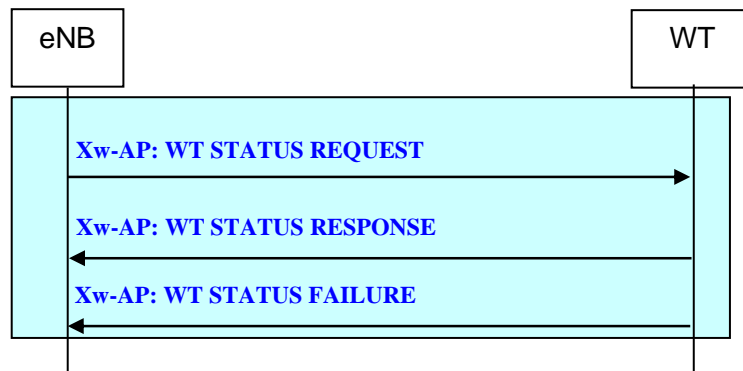 eNB
WT
Xw-AP: WT STATUS REQUEST
Xw-AP: WT STATUS RESPONSE
Xw-AP: WT STATUS FAILURE